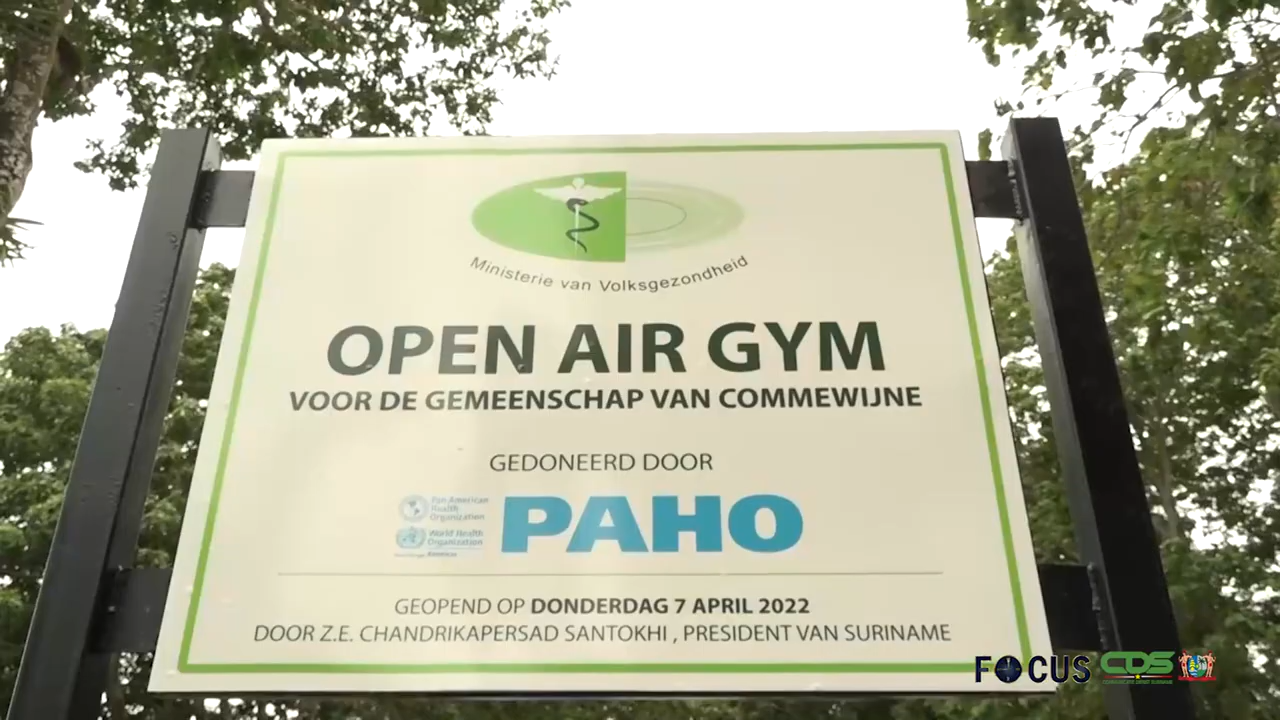 Ministerie van Volksgezondheid
OPEN AIR GYM
VOOR DE GEMEENSCHAP VAN COMMEWIJNE
GEDONEERD DOOR
Pan American
Health
Organization
World Health
Organization
Americas
PAHO
GEOPEND OP DONDERDAG 7 APRIL 2022
DOOR Z.E. CHANDRIKAPERSAD SANTOKHI , PRESIDENT VAN SURINAME
FOCUS CDS